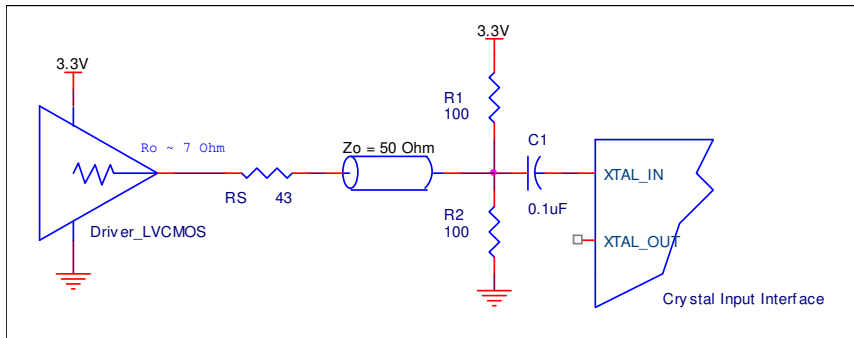 3.3V
3.3V
R1
100
C1
Ro ~ 7 Ohm
Zo = 50 Ohm
XTAL_IN
RS 43
0.1uF
R2
100
Driver_LVCMOS
XTAL_OUT
Crystal Input Interface